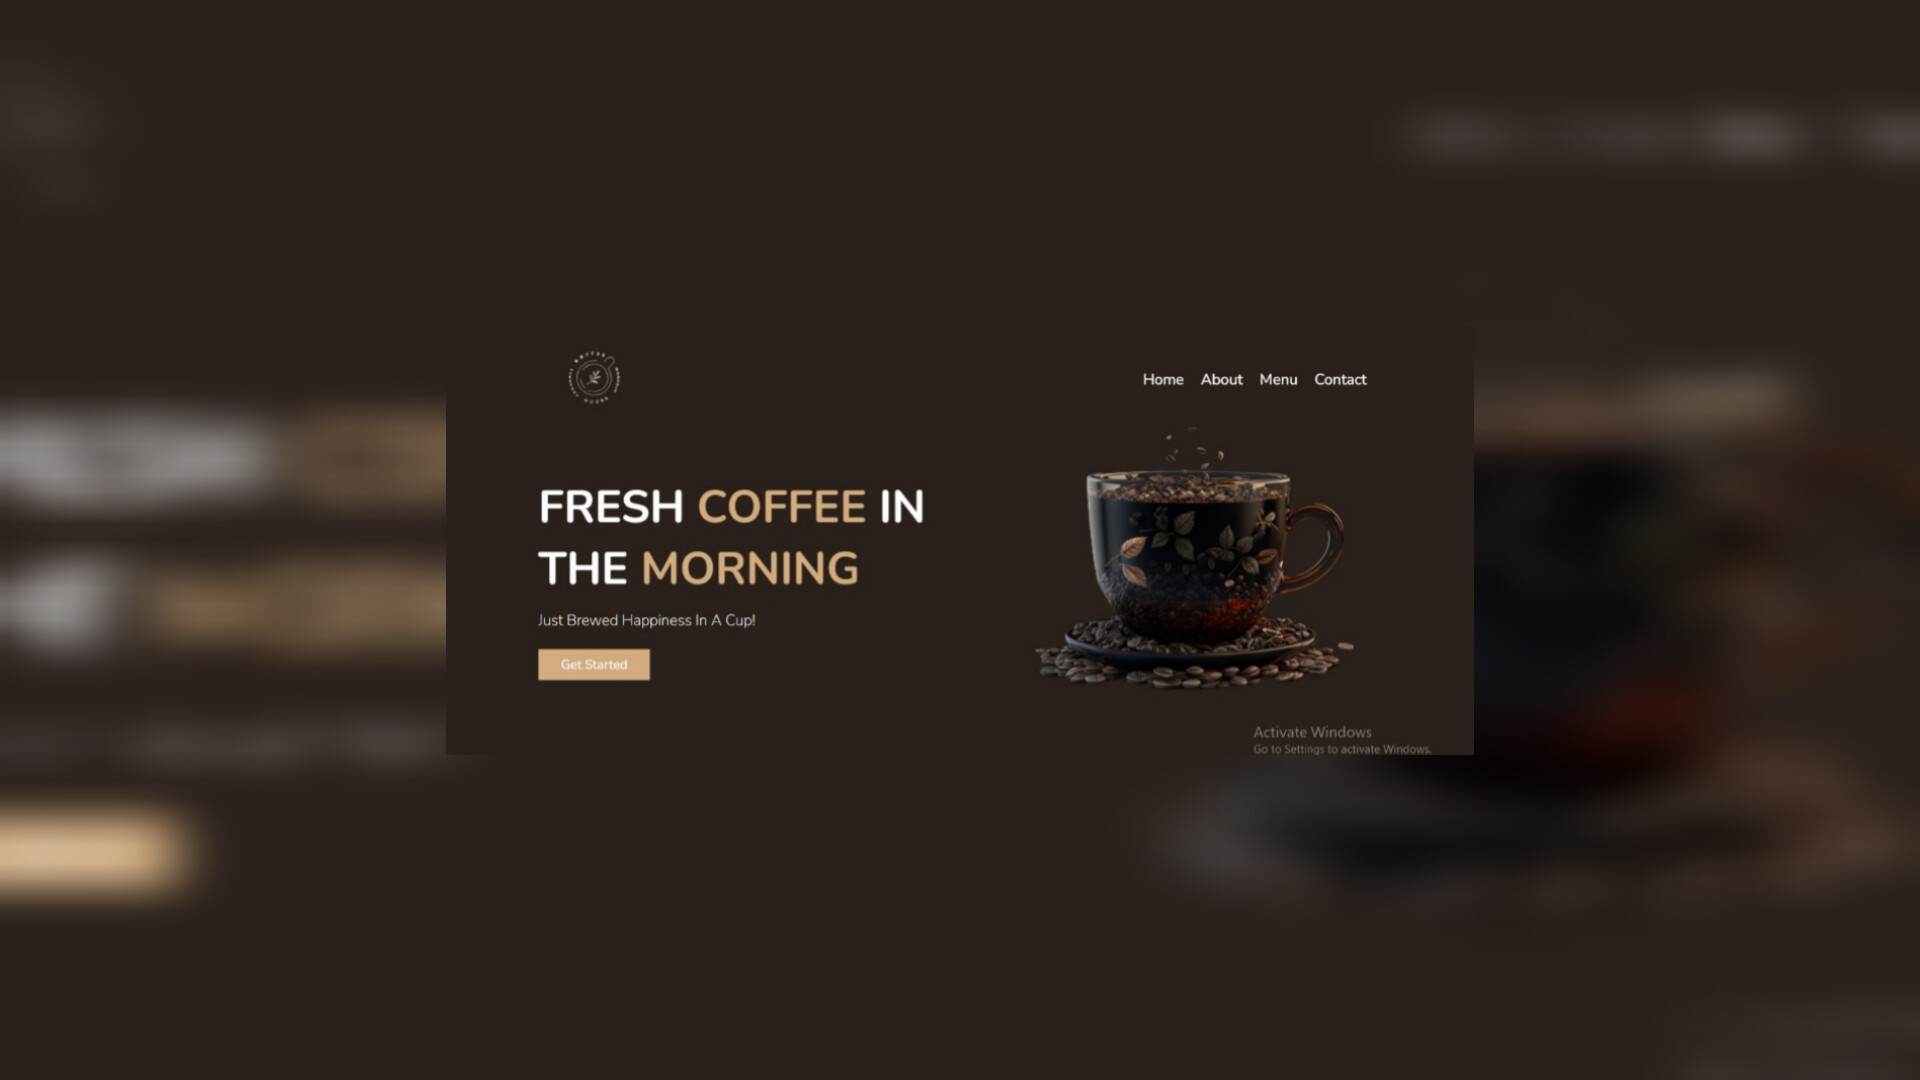 Home About Menu Contact
FRESH COFFEE IN
THE MORNING
Just Brewed Happiness In A Cup!
Get Started
Activate Windows
Go to Settings to activate Windows.